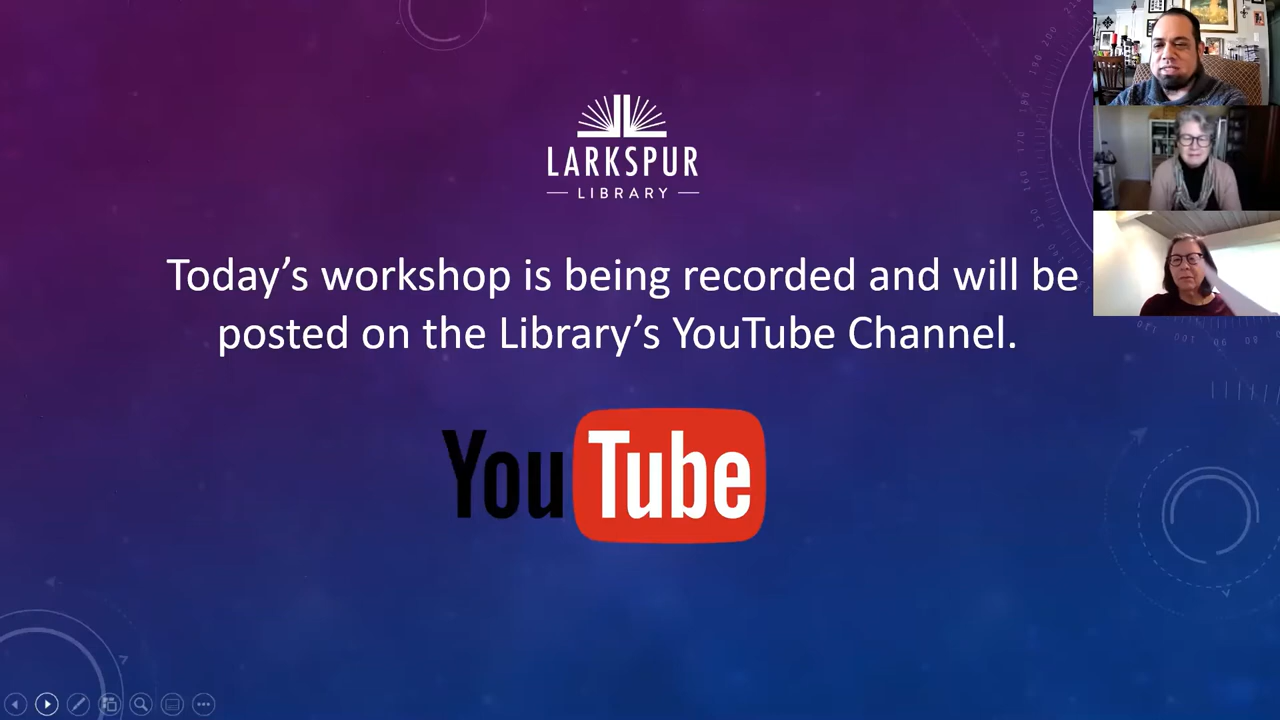 LARKSPUR
LIBRARY
Today's workshop is being recorded and will be
posted on the Library's YouTube Channel.
YouTube